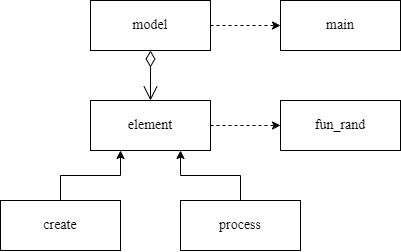 model
main
element
fun_rand
create
process